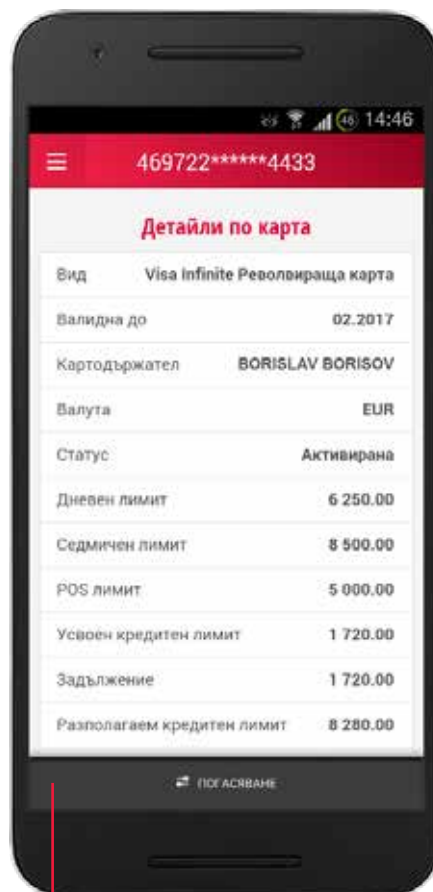 46 14:46
469722******4433
Детайли по карта
Вид Visa Infinite Револвираща карта
Валидна до 02.2017
Картодържател BORISLAV BORISOV
Валута EUR
Статус Активирана
Дневен лимит 6 250.00
Седмичен лимит 8 500.00
POS лимит 5 000.00
Усвоен кредитен лимит 1 720.00
Задължение 1 720.00
Разполагаем кредитен лимит 8 280.00
ПОГАСЯВАНЕ